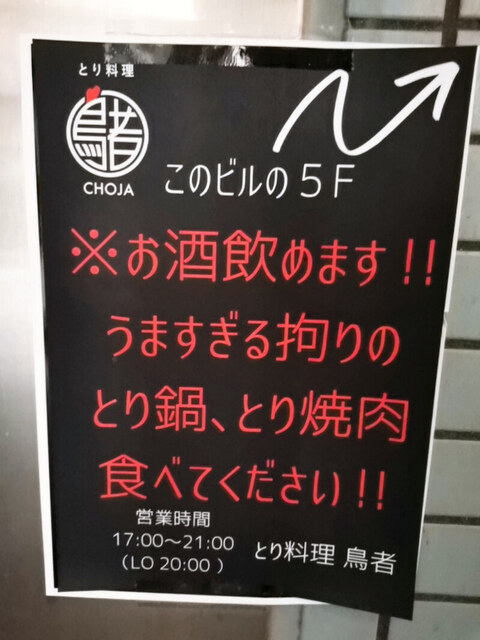 とり料理
鳥者
CHOJA
このビルの５Ｆ
※お酒飲めます!!
うますぎる拘りの
とり鍋、とり焼肉
食べてください!!
営業時間
17:00～21:00
(LO 20:00 )
とり料理 鳥者